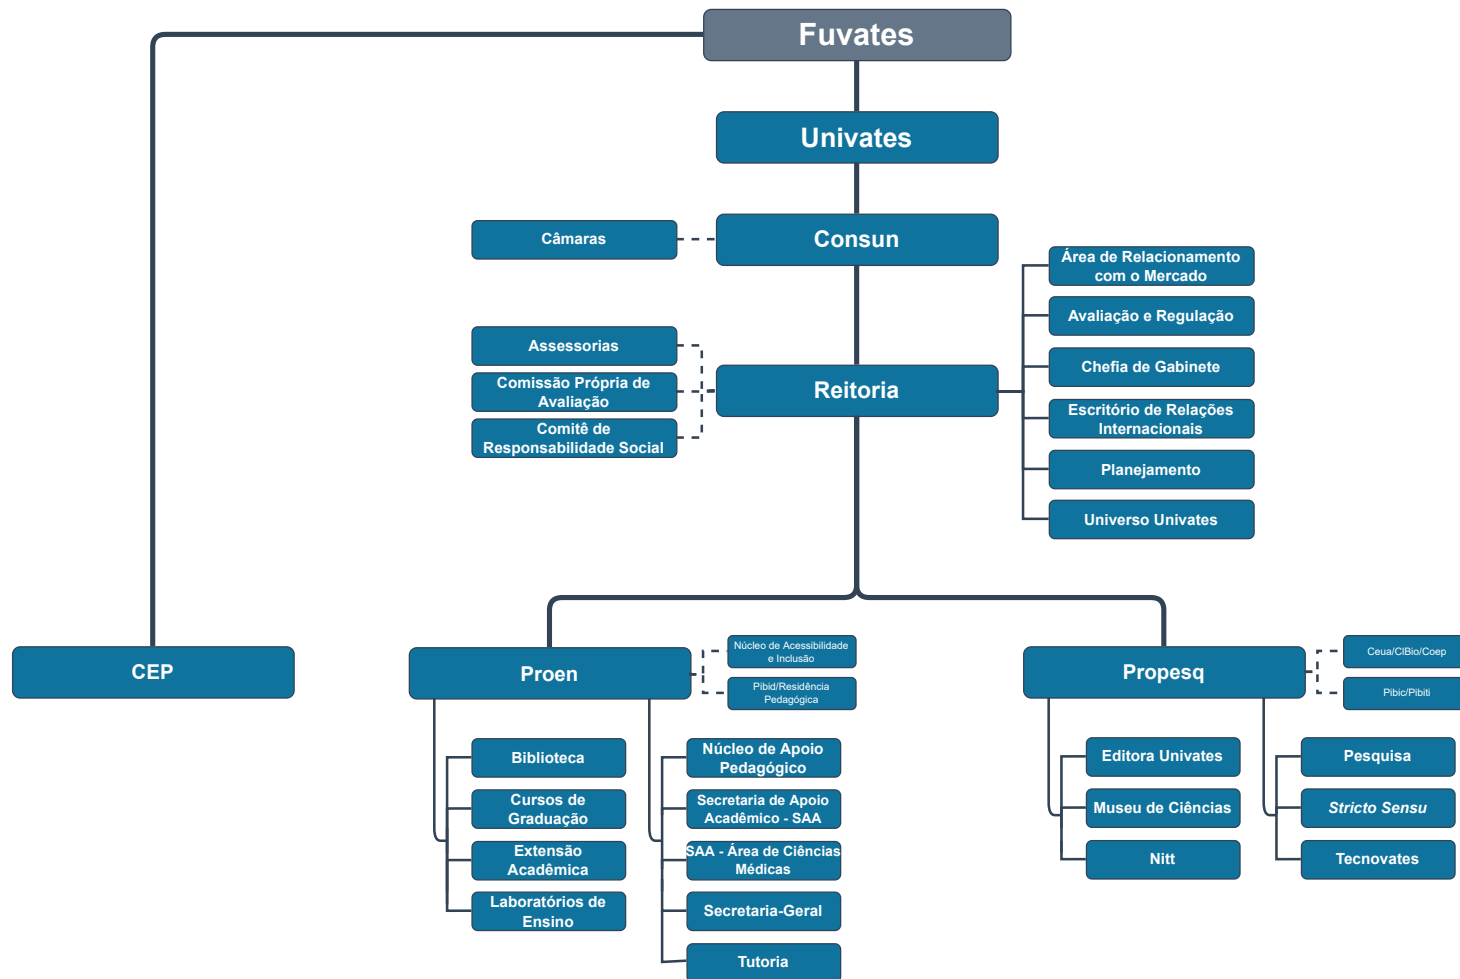 Fuvates
Univates
Câmaras
Consun
Área de Relacionamento
com o Mercado
Avaliação e Regulação
Assessorias
Chefia de Gabinete
Comissão Própria de
Avaliação
Reitoria
Escritório de Relações
Internacionais
Comitê de
Responsabilidade Social
Planejamento
Universo Univates
CEP
Proen
Núcleo de Acessibilidade
e Inclusão
Pibid/Residência
Pedagógica
Propesq
Ceua/CIBio/Coep
Pibic/Pibiti
Biblioteca
Cursos de
Graduação
Extensão
Acadêmica
Laboratórios de
Ensino
Núcleo de Apoio
Pedagógico
Secretaria de Apoio
Acadêmico - SAA
SAA - Área de Ciências
Médicas
Secretaria-Geral
Tutoria
Editora Univates
Museu de Ciências
Nitt
Pesquisa
Stricto Sensu
Tecnovates